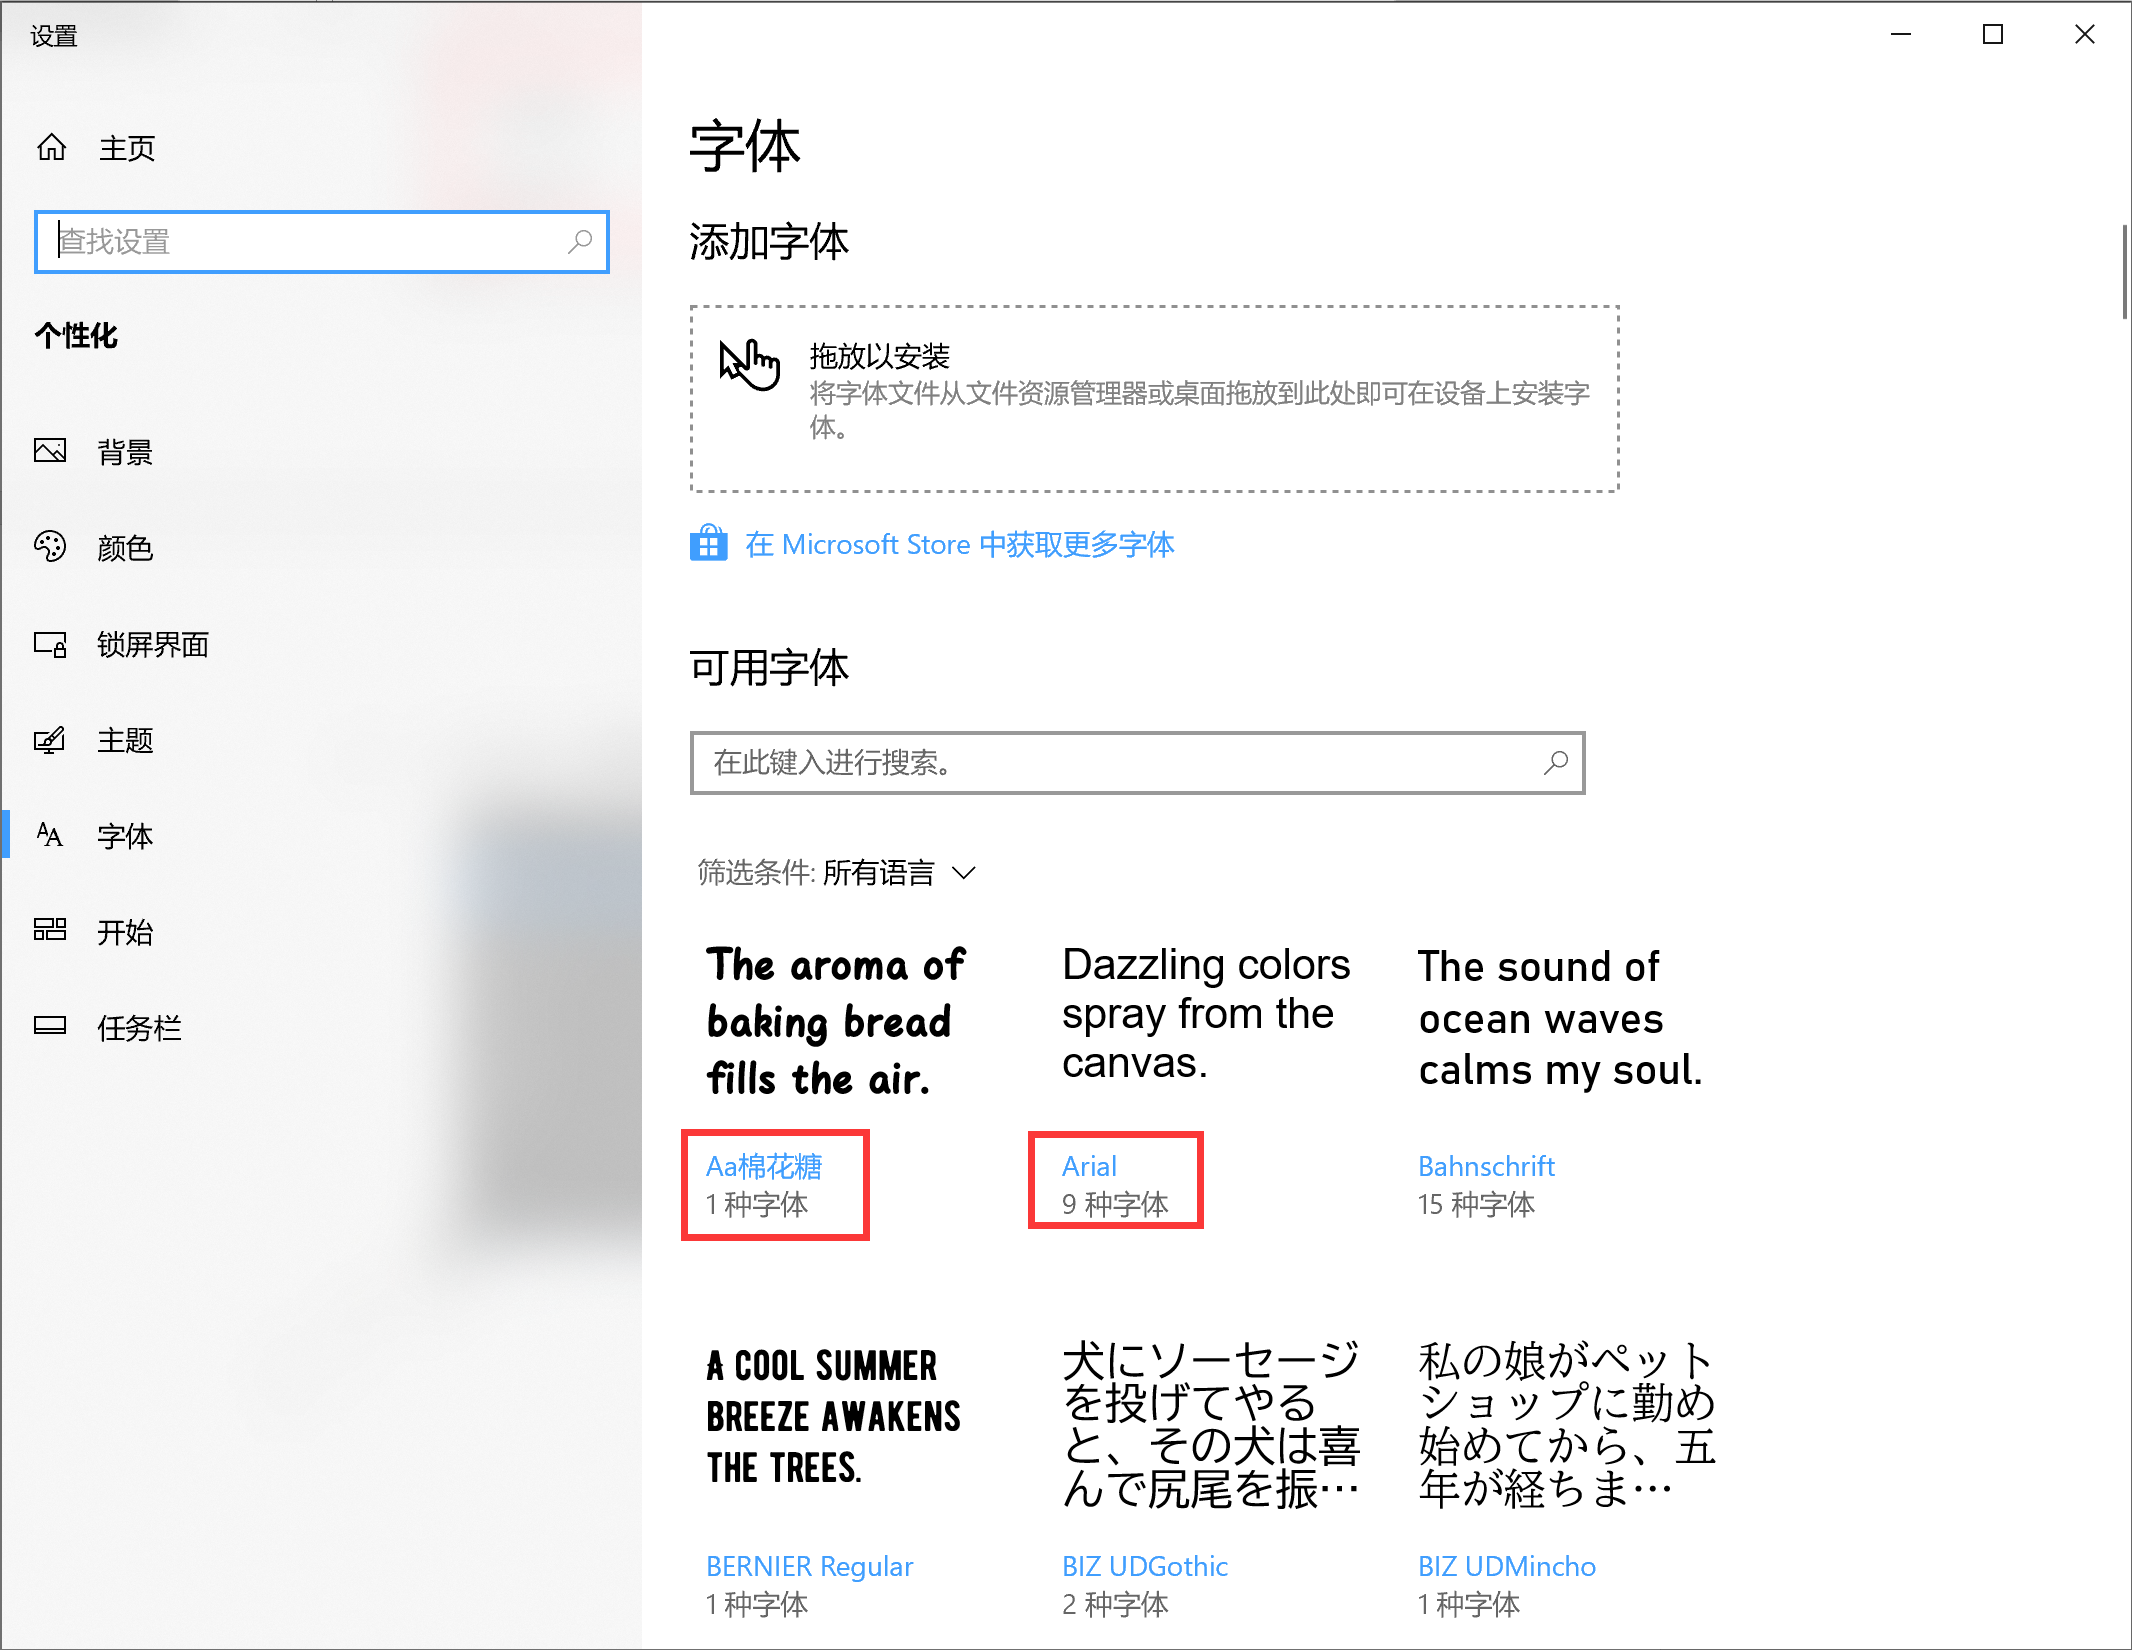 设置
主页
查找设置
个性化
背景
颜色
锁屏界面
主题
字体
开始
任务栏
字体
添加字体
拖放以安装
将字体文件从文件资源管理器或桌面拖放到此处即可在设备上安装字
体。
在 Microsoft Store 中获取更多字体
可用字体
在此键入进行搜索。
筛选条件: 所有语言
The aroma of
baking bread
fills the air.
Aa棉花糖
1 种字体
Dazzling colors
spray from the
canvas.
Arial
9 种字体
The sound of
ocean waves
calms my soul.
Bahnschrift
15 种字体
A COOL SUMMER
BREEZE AWAKENS
THE TREES.
BERNIER Regular
1 种字体
犬にソーセージ
を投げてやる
と、その犬は喜
んで尻尾を振…
BIZ UDGothic
2 种字体
私の娘がペット
ショップに勤め
始めてから、五
年が経ちま…
BIZ UDMincho
1 种字体